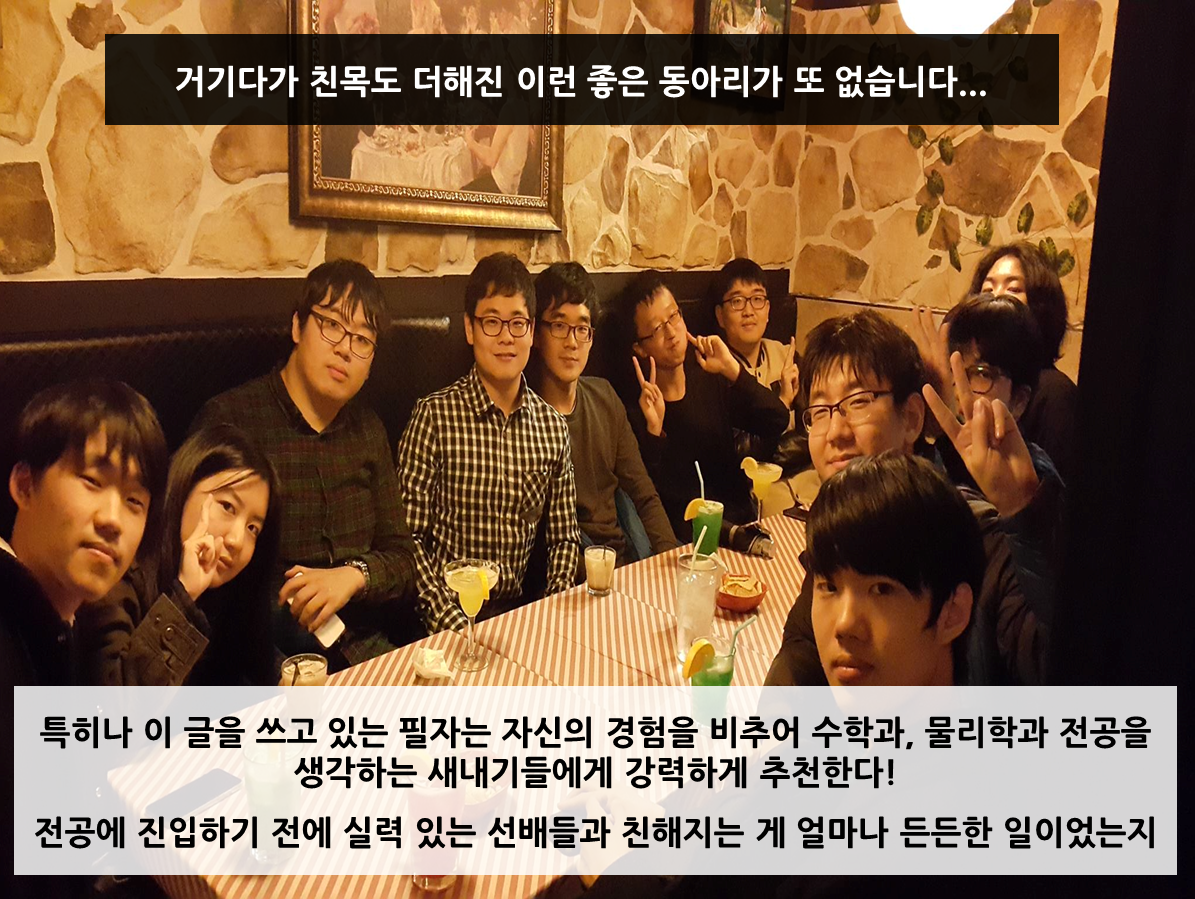 거기다가 친목도 더해진 이런 좋은 동아리가 또 없습니다...
특히나 이 글을 쓰고 있는 필자는 자신의 경험을 비추어 수학과, 물리학과 전공을
생각하는 새내기들에게 강력하게 추천한다!
전공에 진입하기 전에 실력 있는 선배들과 친해지는 게 얼마나 든든한 일이었는지